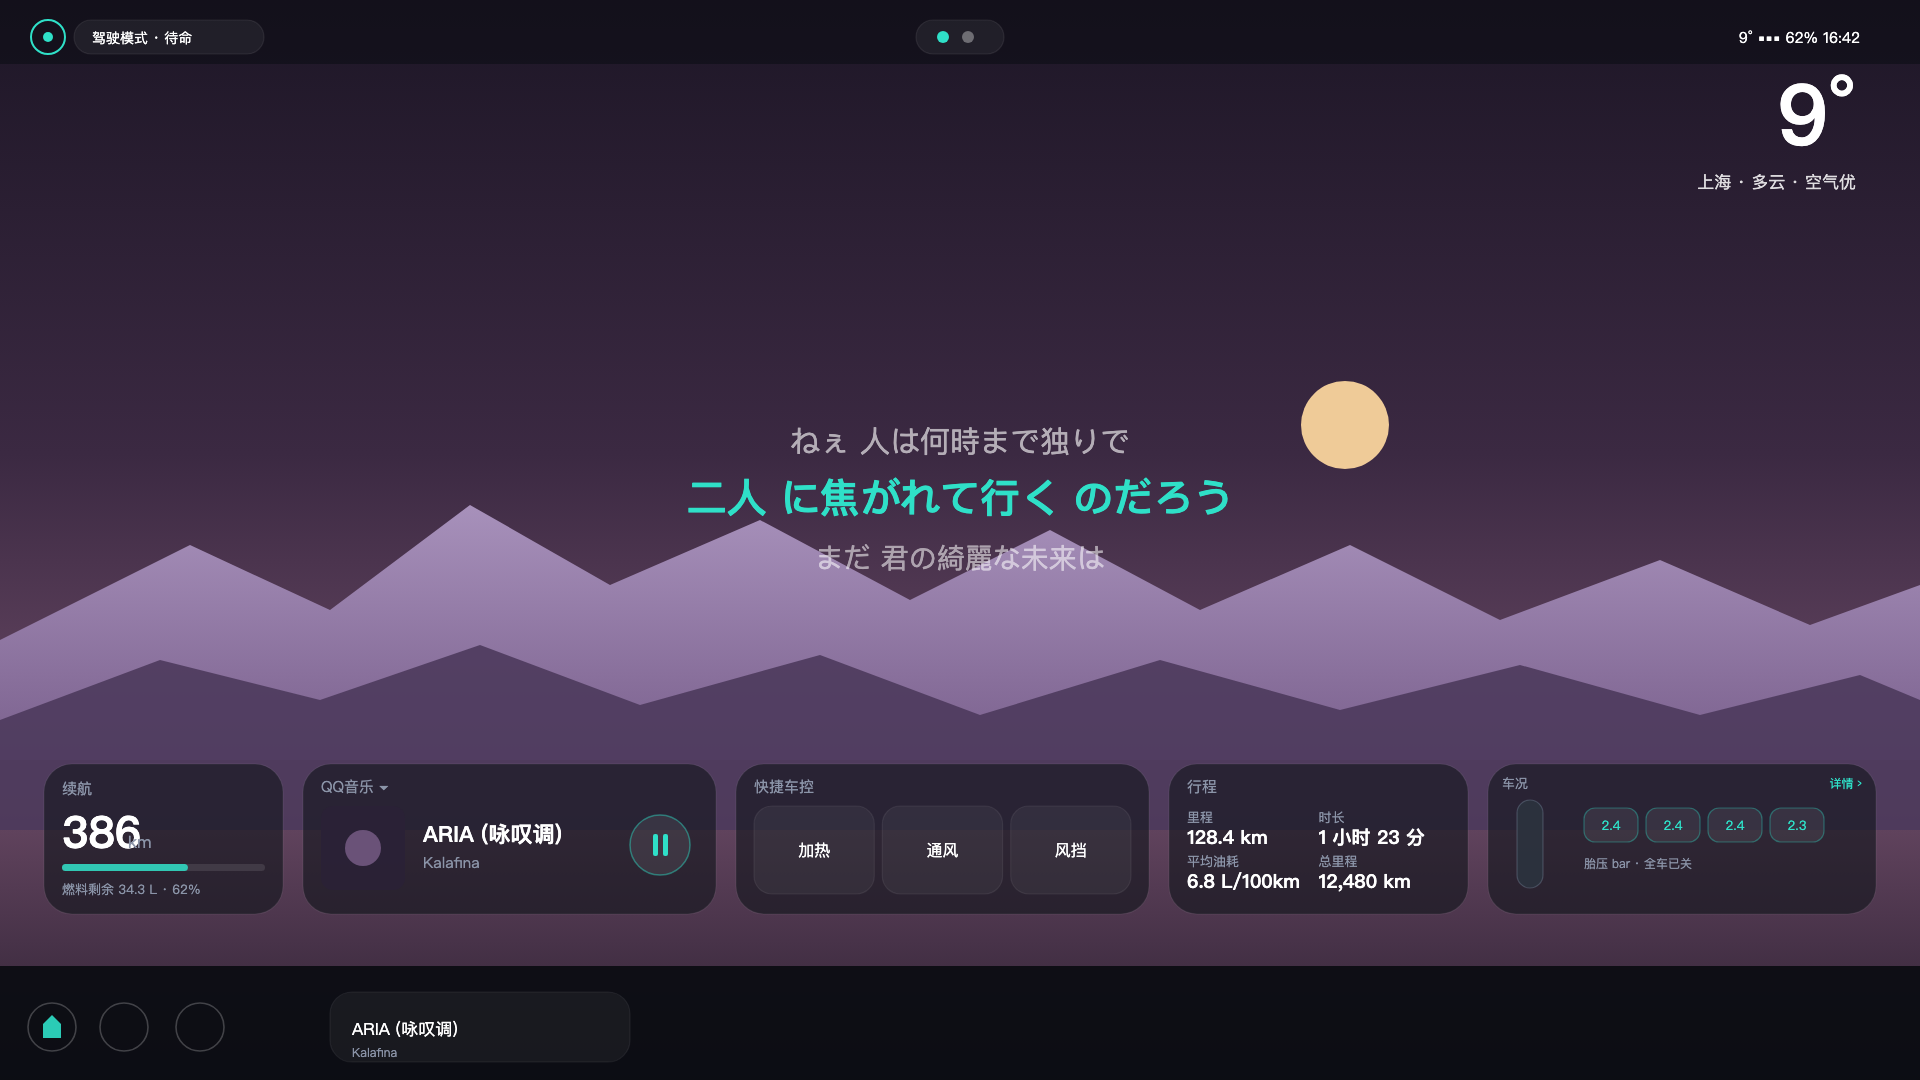 驾驶模式 · 待命
9° 62% 16:42
9°
上海 · 多云 · 空气优
ねぇ 人は何時まで独りで
二人 に焦がれて行く のだろう
まだ 君の綺麗な未来は
续航
386 km
燃料剩余 34.3 L · 62%
QQ音乐
ARIA (咏叹调)
Kalafina
快捷车控
加热
通风
风挡
行程
里程
128.4 km
时长
1 小时 23 分
平均油耗
6.8 L/100km
总里程
12,480 km
车况
详情 ›
2.4
2.4
2.4
2.3
胎压 bar · 全车已关
ARIA (咏叹调)
Kalafina